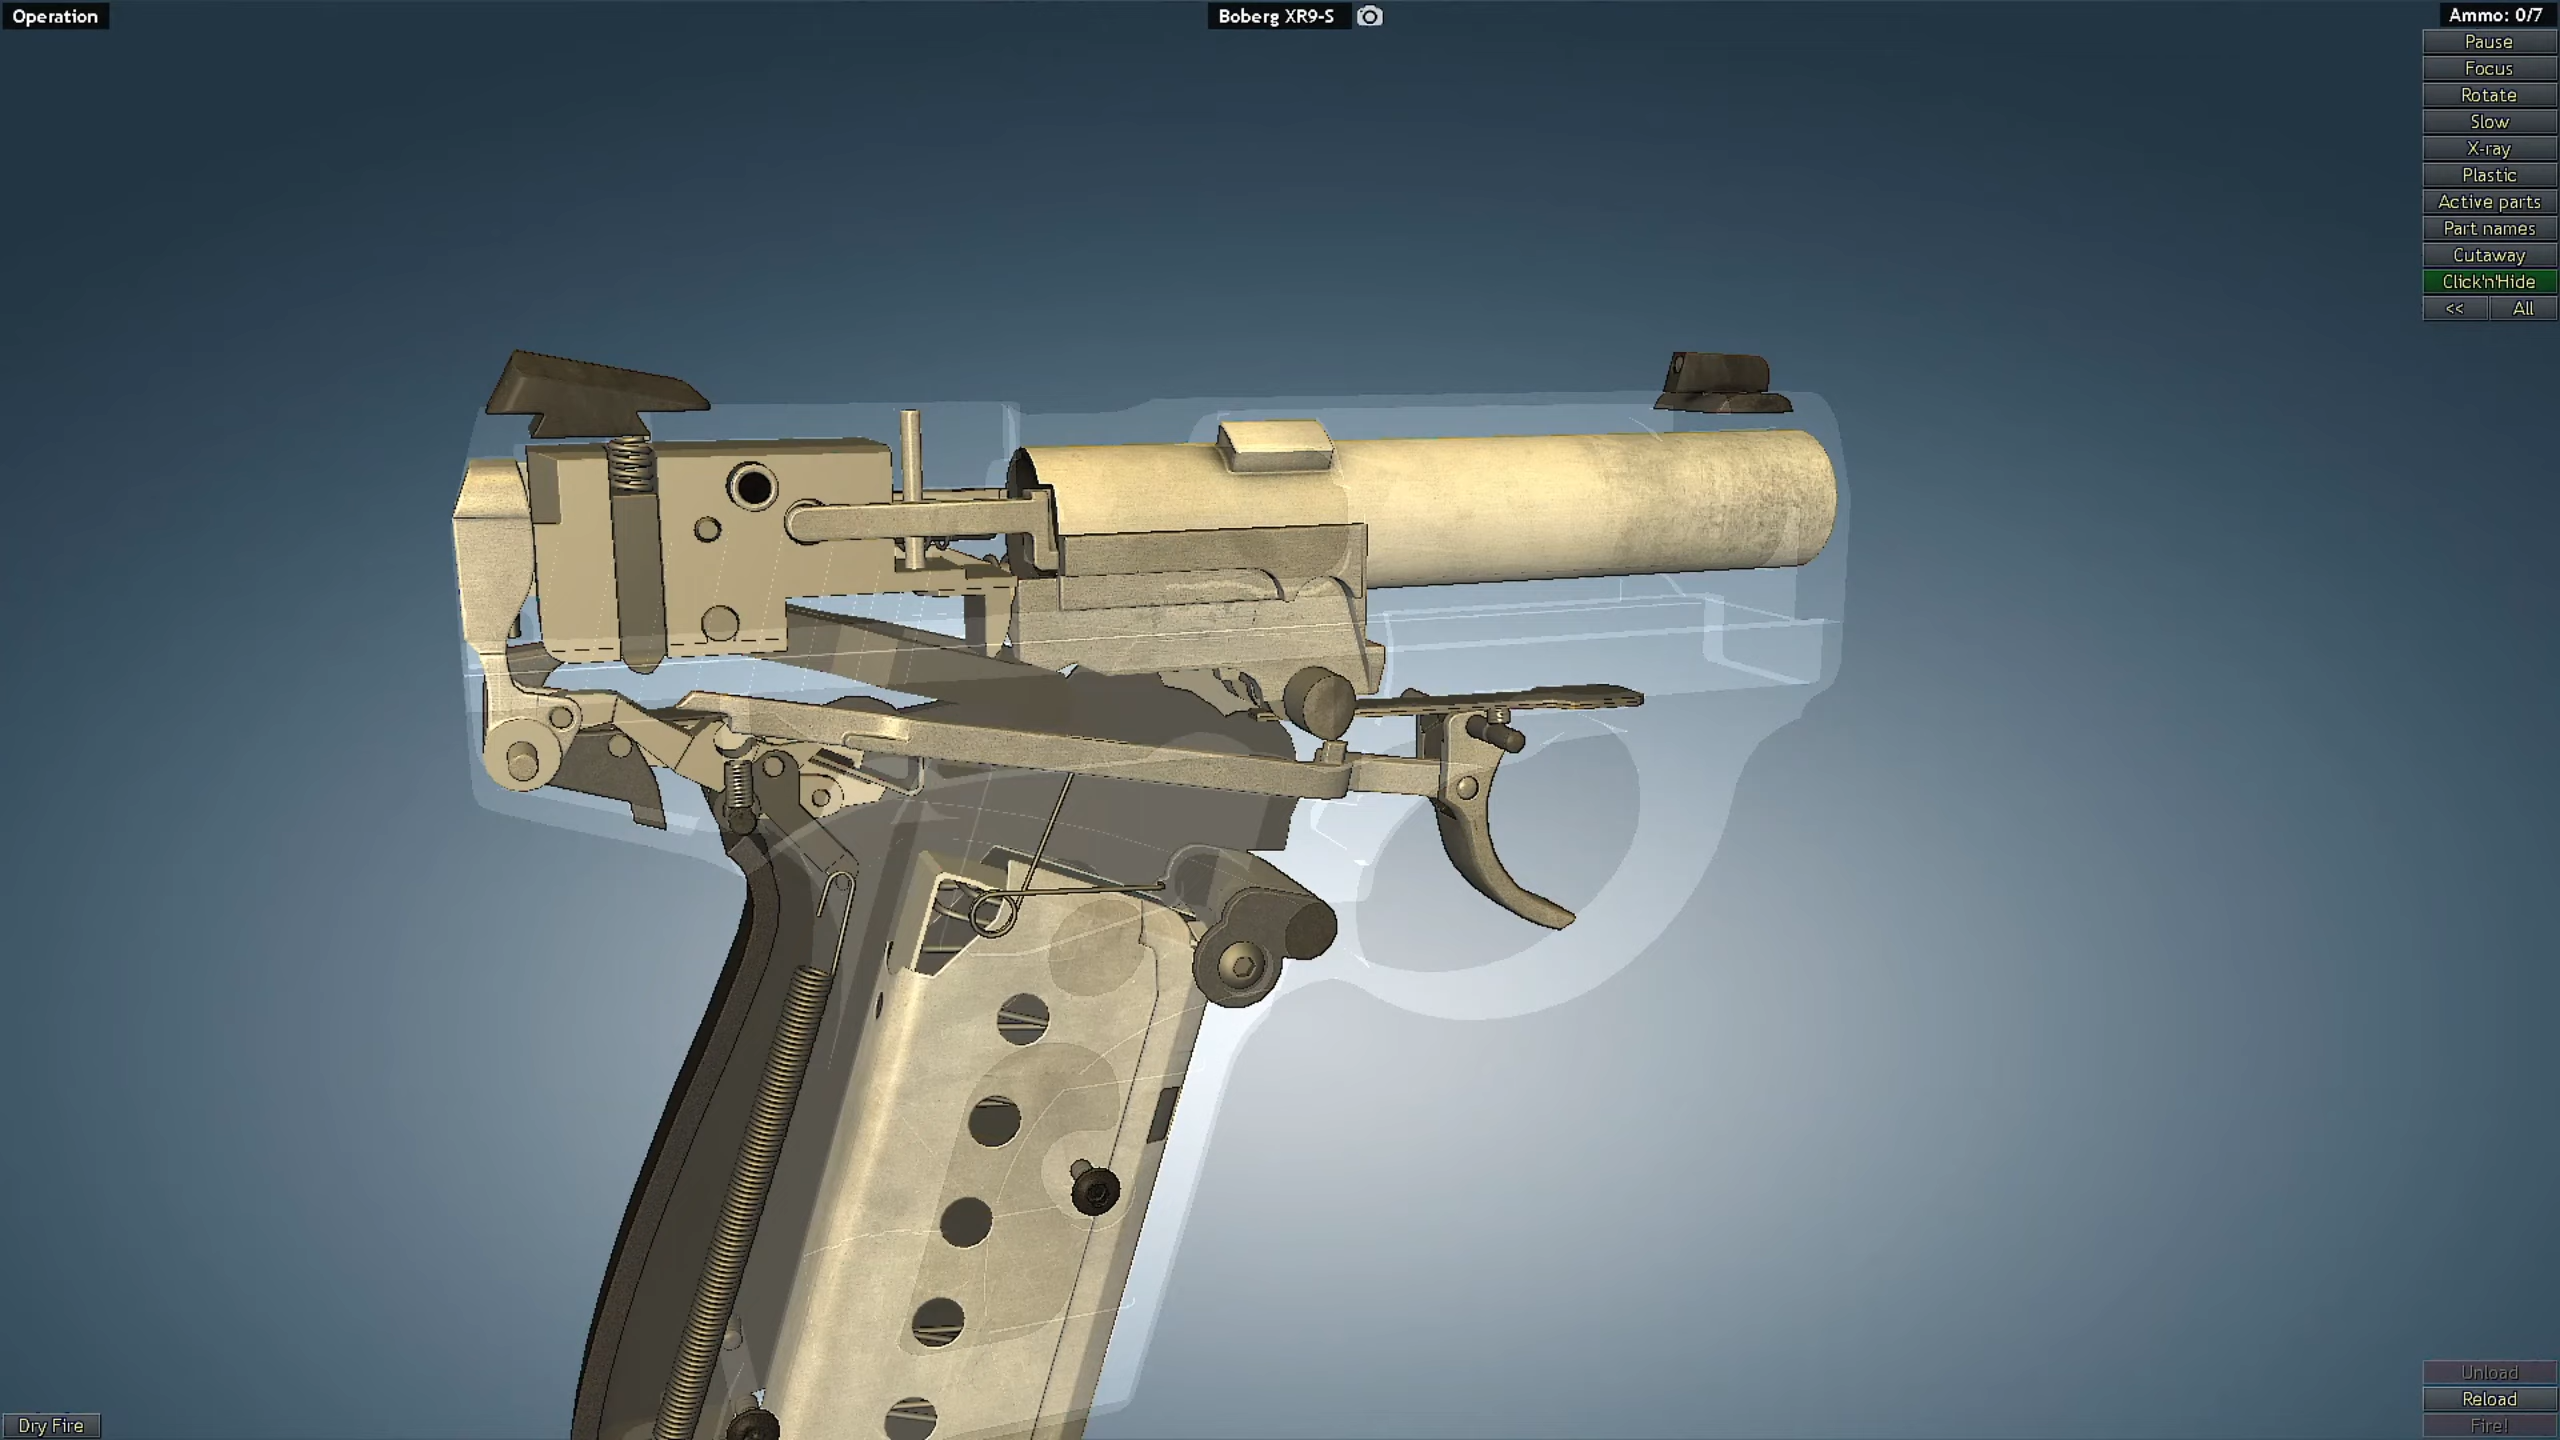 Operation
Boberg XR9-S
Ammo: 0/7
Pause
Focus
Rotate
Slow
X-ray
Plastic
Active parts
Part names
Cutaway
Click'n'Hide
<< All
Unload
Reload
Fire!
Dry Fire